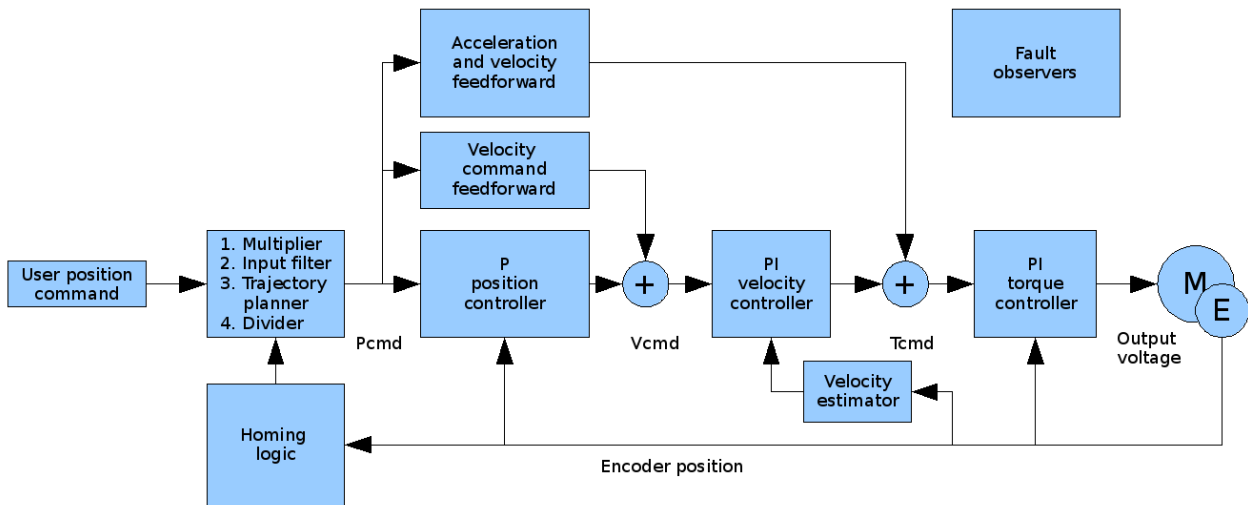 Acceleration
and velocity
feedforward
Fault
observers
Velocity
command
feedforward
User position
command
1. Multiplier
2. Input filter
3. Trajectory
planner
4. Divider
P
position
controller
+
PI
velocity
controller
+
PI
torque
controller
M
E
Pcmd
Vcmd
Tcmd
Output
voltage
Velocity
estimator
Homing
logic
Encoder position